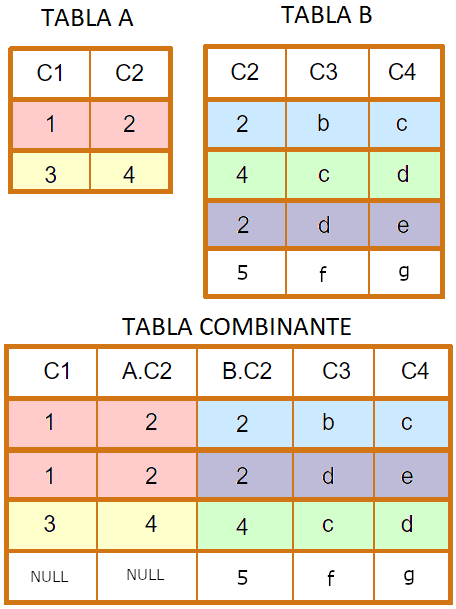 TABLA A
C1 C2
1 2
3 4
TABLA B
C2 C3 C4
2 b c
4 c d
2 d e
5 f g
TABLA COMBINANTE
C1 A.C2 B.C2 C3 C4
1 2 2 b c
1 2 2 d e
3 4 4 c d
NULL NULL 5 f g